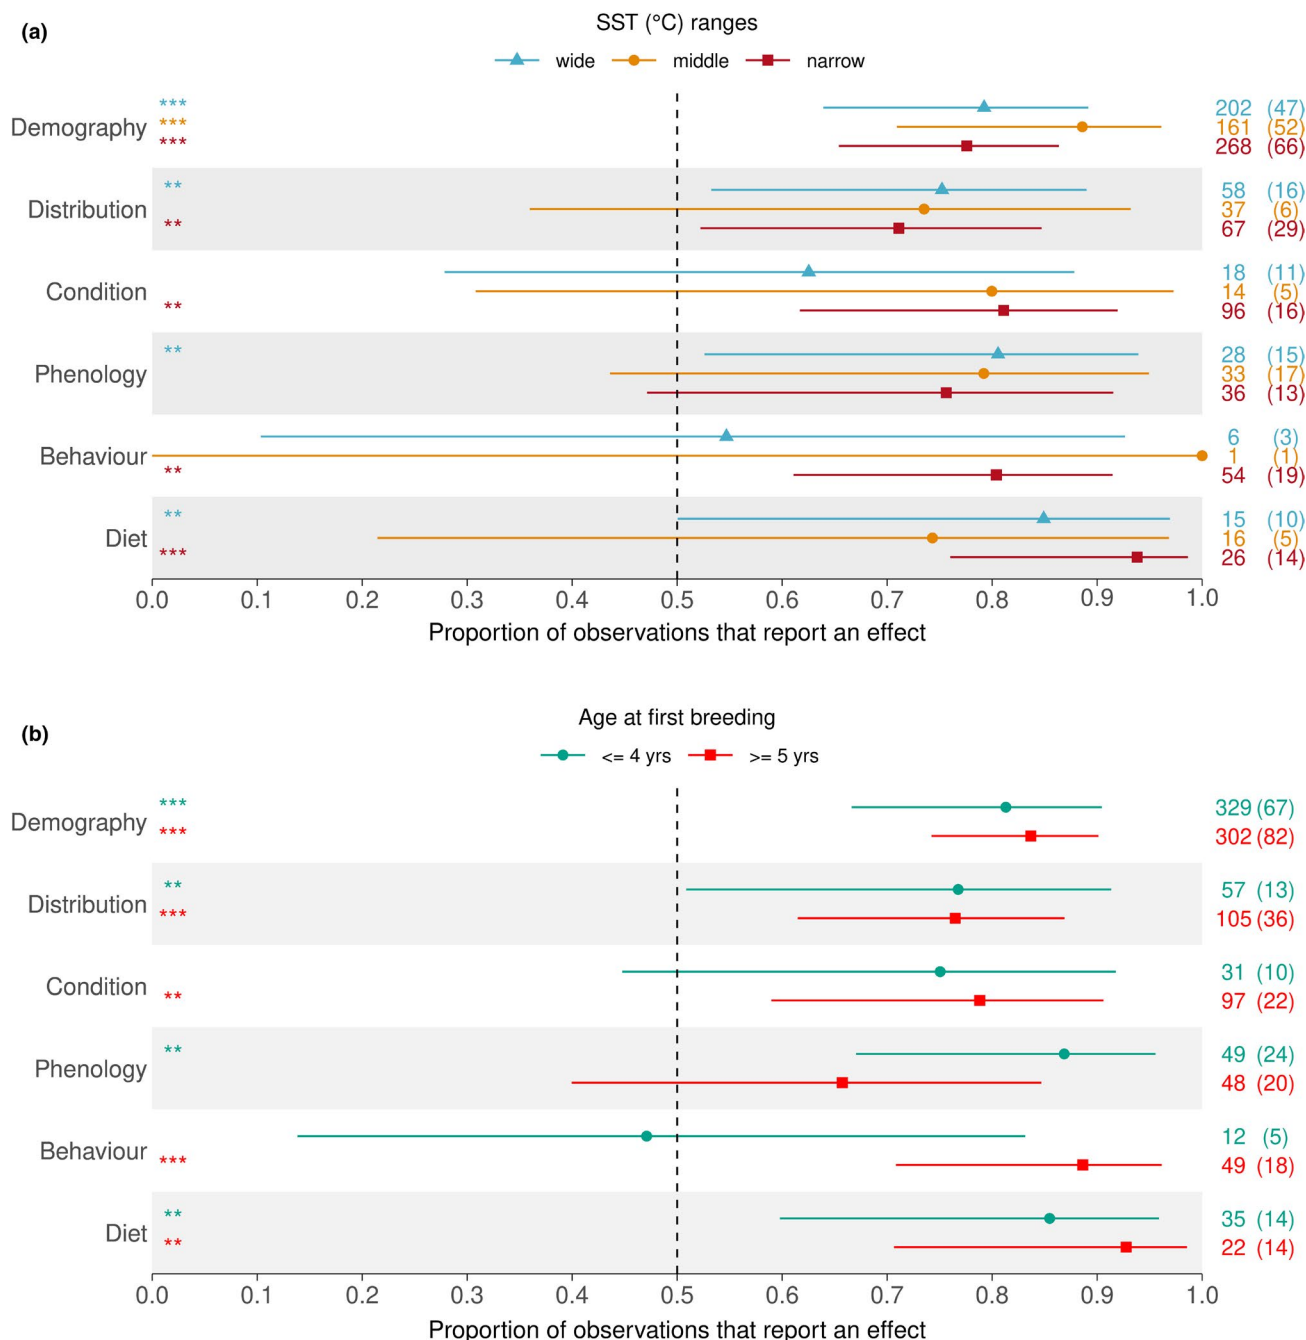 (a)
SST (°C) ranges
wide middle narrow
*** 202 (47)
Demography *** 161 (52)
*** 268 (66)
** 58 (16)
Distribution 37 (6)
** 67 (29)
18 (11)
Condition 14 (5)
** 96 (16)
** 28 (15)
Phenology 33 (17)
36 (13)
6 (3)
Behaviour 1 (1)
** 54 (19)
** 15 (10)
Diet 16 (5)
*** 26 (14)
0.0 0.1 0.2 0.3 0.4 0.5 0.6 0.7 0.8 0.9 1.0
Proportion of observations that report an effect
(b)
Age at first breeding
<= 4 yrs >= 5 yrs
*** 329 (67)
Demography
*** 302 (82)
** 57 (13)
Distribution
*** 105 (36)
31 (10)
Condition
** 97 (22)
** 49 (24)
Phenology
48 (20)
12 (5)
Behaviour
*** 49 (18)
** 35 (14)
Diet
** 22 (14)
0.0 0.1 0.2 0.3 0.4 0.5 0.6 0.7 0.8 0.9 1.0
Proportion of observations that report an effect